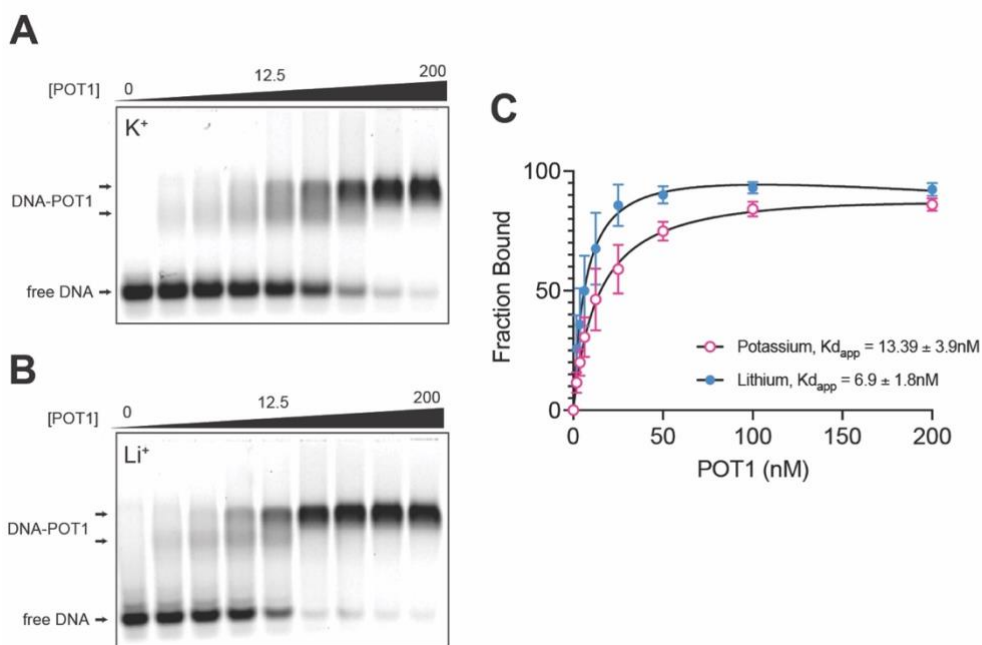 A
[POT1]
0
12.5
200
K⁺
DNA-POT1
free DNA
B
[POT1]
0
12.5
200
Li⁺
DNA-POT1
free DNA
C
100
50
0
Fraction Bound
0
50
100
150
200
POT1 (nM)
Potassium, Kdapp = 13.39 ± 3.9nM
Lithium, Kdapp = 6.9 ± 1.8nM